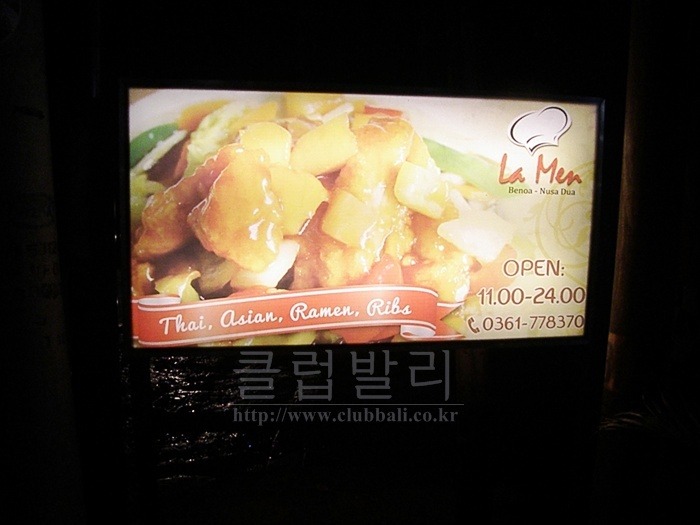 La Men
Benoa - Nusa Dua
OPEN:
11.00-24.00
0361-778370
Thai, Asian, Ramen, Ribs
클럽발리
http://www.clubbali.co.kr